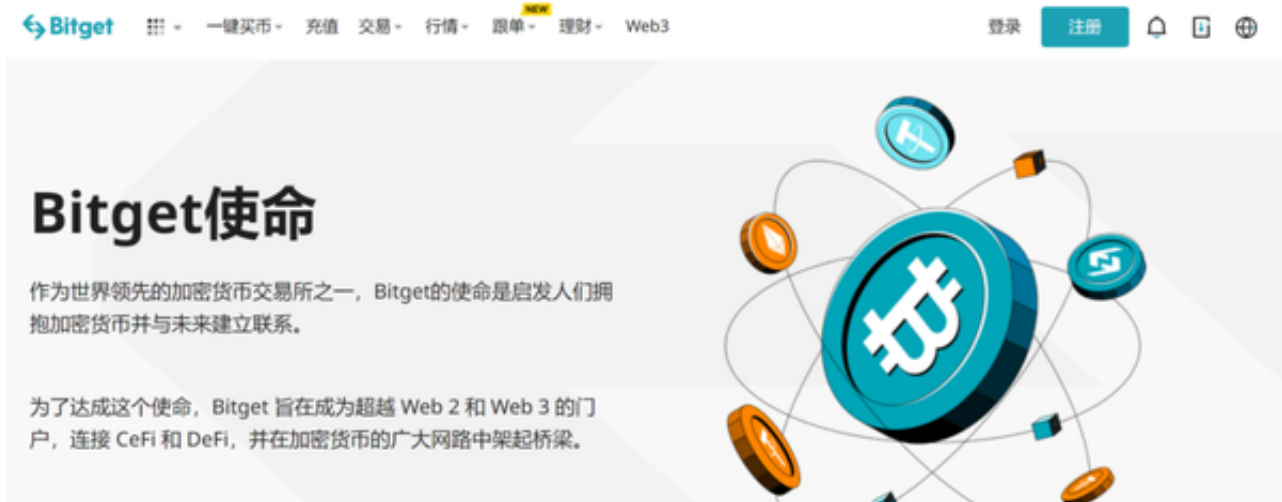 Bitget 一键买币 充值 交易 行情 跟单 NEW 理财 Web3 登录 注册
Bitget使命
作为世界领先的加密货币交易所之一，Bitget的使命是启发人们拥
抱加密货币并与未来建立联系。
为了达成这个使命，Bitget 旨在成为超越 Web 2 和 Web 3 的门
户，连接 CeFi 和 DeFi，并在加密货币的广大网路中架起桥梁。